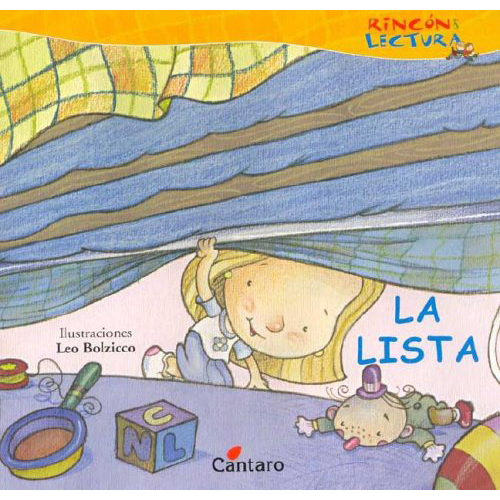 RINCÓN DE
LECTURA
LA
LISTA
Ilustraciones
Leo Bolzicco
U
N L
Cántaro